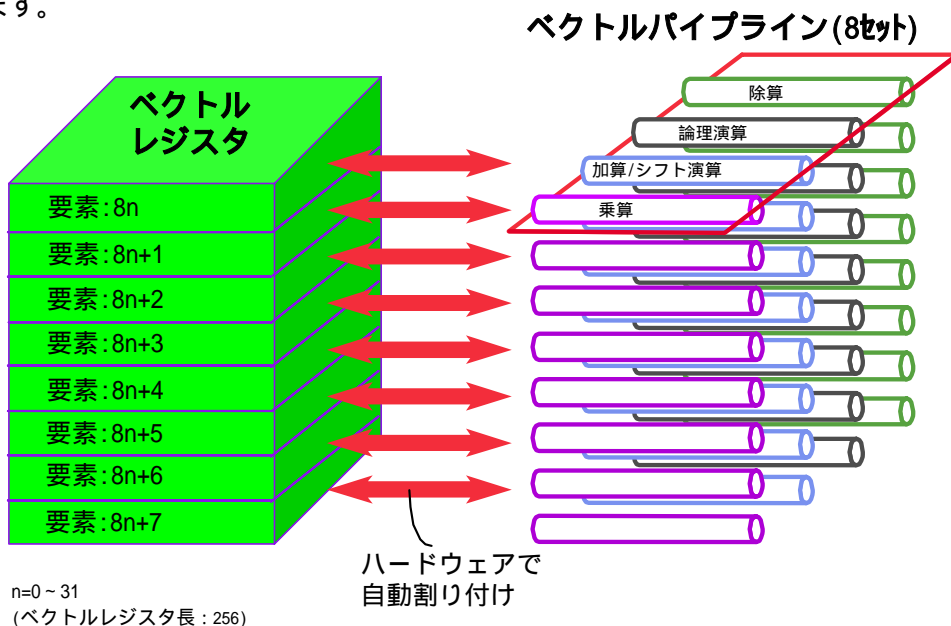 ます。
ベクトルパイプライン(8セット)
ベクトル
レジスタ
除算
論理演算
加算/シフト演算
乗算
要素:8n
要素:8n+1
要素:8n+2
要素:8n+3
要素:8n+4
要素:8n+5
要素:8n+6
要素:8n+7
ハードウェアで
自動割り付け
n=0 ~ 31
(ベクトルレジスタ長 : 256)